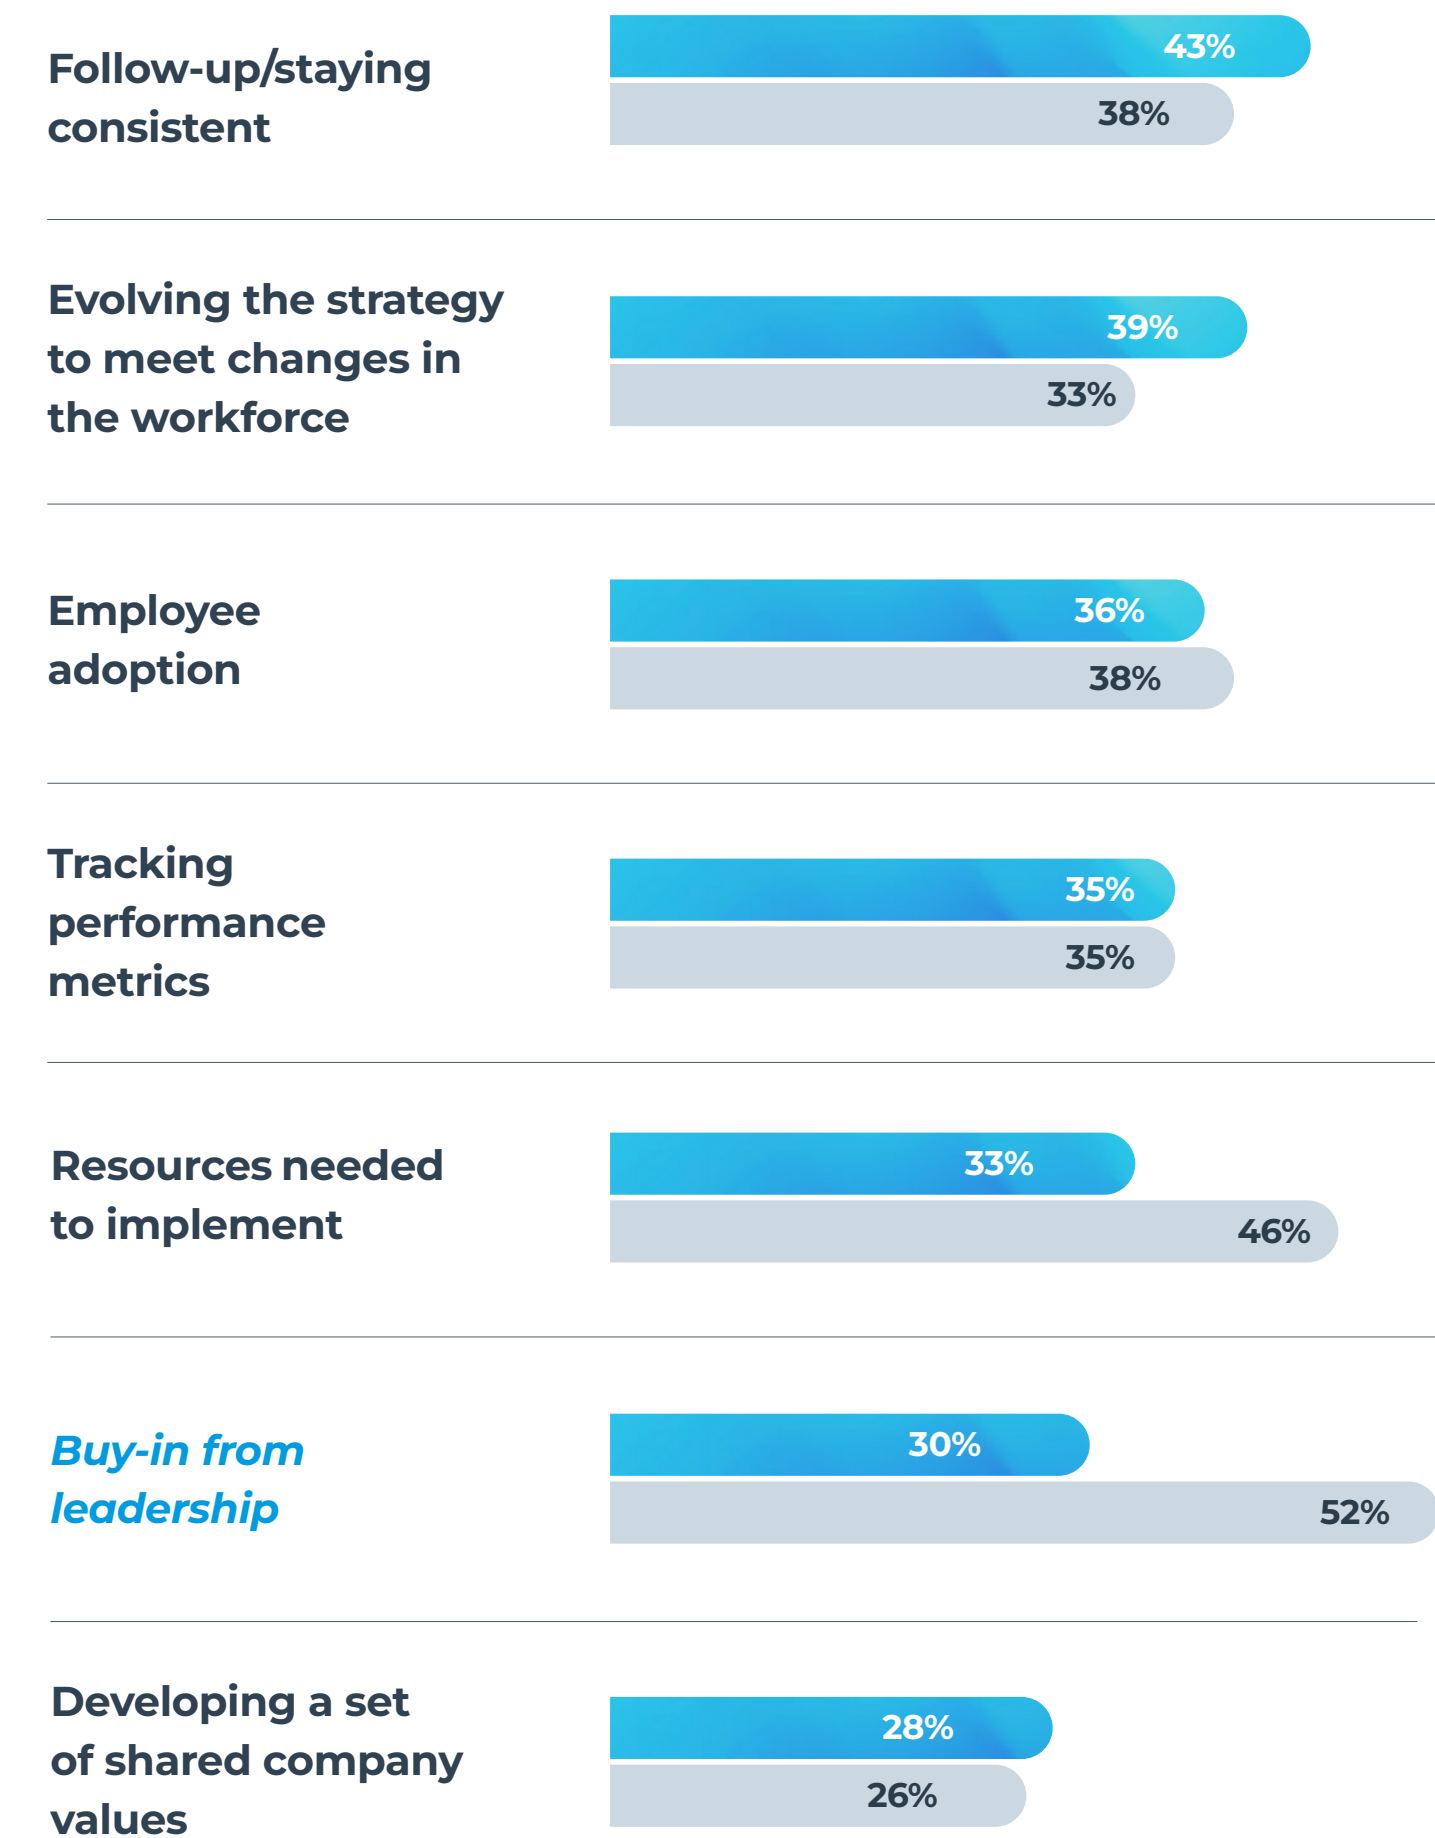 Follow-up/staying
consistent
43%
38%
Evolving the strategy
to meet changes in
the workforce
39%
33%
Employee
adoption
36%
38%
Tracking
performance
metrics
35%
35%
Resources needed
to implement
33%
46%
Buy-in from
leadership
30%
52%
Developing a set
of shared company
values
28%
26%